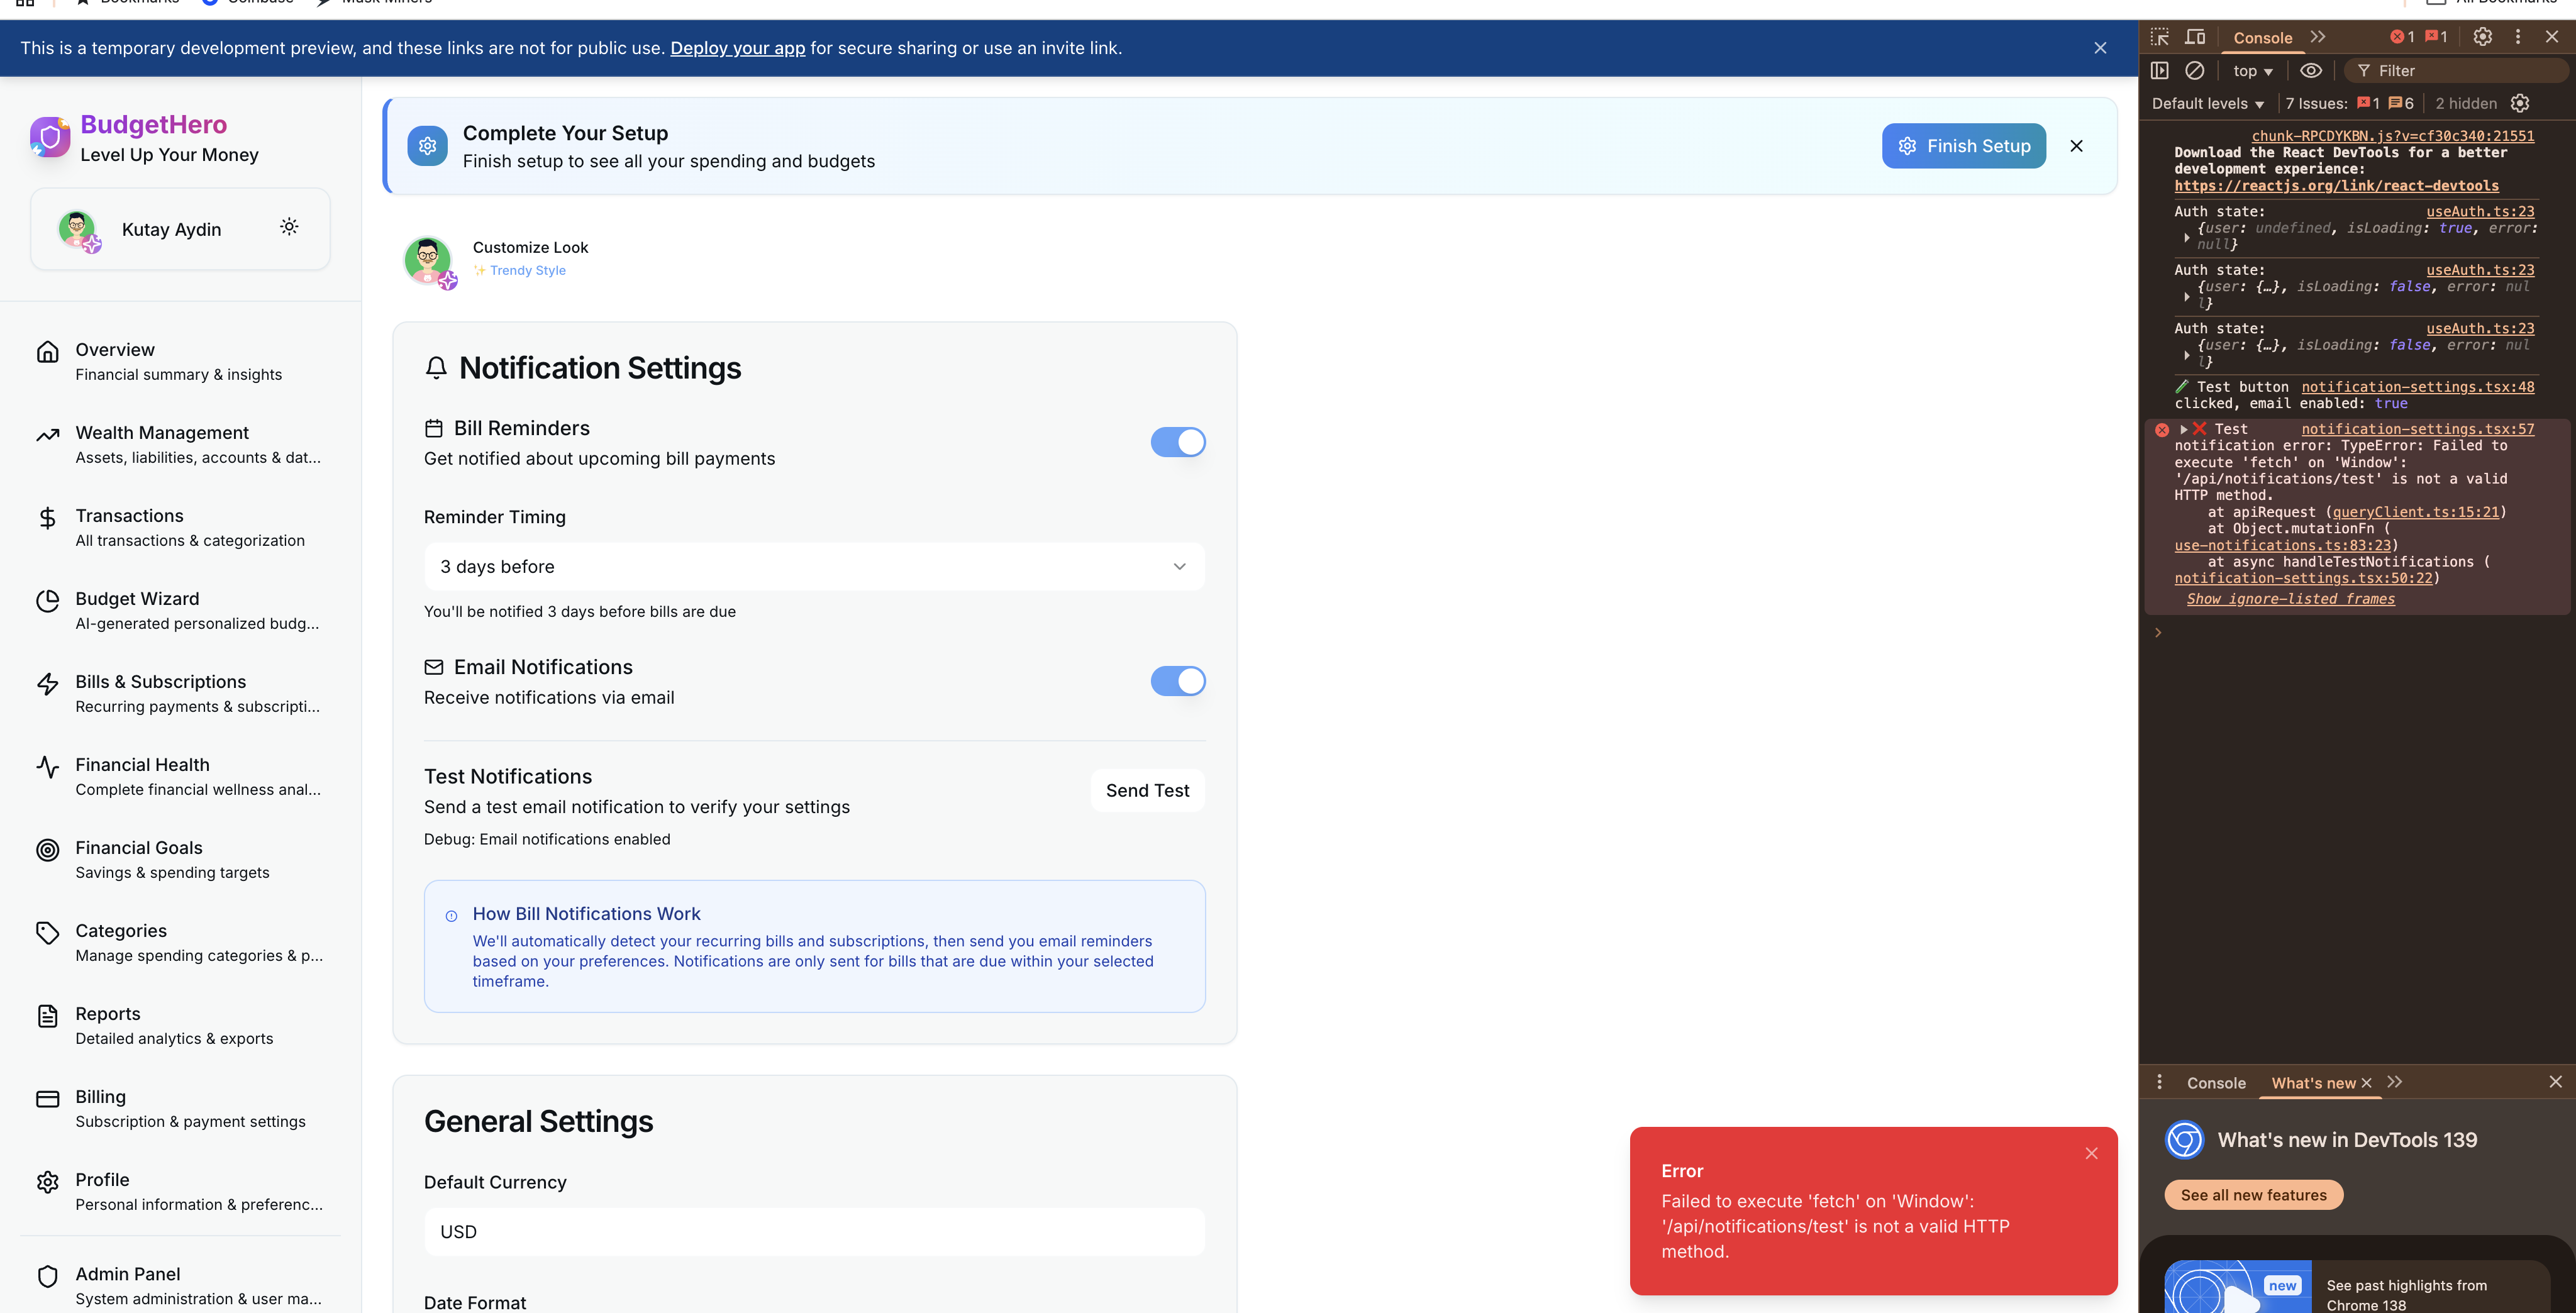 Bookmarks
Coinbase
Musk Miners
All Bookmarks
This is a temporary development preview, and these links are not for public use. Deploy your app for secure sharing or use an invite link.
BudgetHero
Level Up Your Money
Kutay Aydin
Overview
Financial summary & insights
Wealth Management
Assets, liabilities, accounts & dat...
Transactions
All transactions & categorization
Budget Wizard
AI-generated personalized budg...
Bills & Subscriptions
Recurring payments & subscripti...
Financial Health
Complete financial wellness anal...
Financial Goals
Savings & spending targets
Categories
Manage spending categories & p...
Reports
Detailed analytics & exports
Billing
Subscription & payment settings
Profile
Personal information & preferenc...
Admin Panel
System administration & user ma...
Complete Your Setup
Finish setup to see all your spending and budgets
Finish Setup
Customize Look
✨ Trendy Style
Notification Settings
Bill Reminders
Get notified about upcoming bill payments
Reminder Timing
3 days before
You'll be notified 3 days before bills are due
Email Notifications
Receive notifications via email
Test Notifications
Send a test email notification to verify your settings
Debug: Email notifications enabled
Send Test
How Bill Notifications Work
We'll automatically detect your recurring bills and subscriptions, then send you email reminders
based on your preferences. Notifications are only sent for bills that are due within your selected
timeframe.
General Settings
Default Currency
USD
Date Format
Error
Failed to execute 'fetch' on 'Window':
'/api/notifications/test' is not a valid HTTP
method.
Console
1 1
top
Filter
Default levels
7 Issues: 1 6
2 hidden
chunk-RPCDYKBN.js?v=cf30c340:21551
Download the React DevTools for a better
development experience:
https://reactjs.org/link/react-devtools
Auth state: useAuth.ts:23
{user: undefined, isLoading: true, error:
null}
Auth state: useAuth.ts:23
{user: {…}, isLoading: false, error: nul
l}
Auth state: useAuth.ts:23
{user: {…}, isLoading: false, error: nul
l}
🧪 Test button notification-settings.tsx:48
clicked, email enabled: true
❌ Test notification-settings.tsx:57
notification error: TypeError: Failed to
execute 'fetch' on 'Window':
'/api/notifications/test' is not a valid
HTTP method.
at apiRequest (queryClient.ts:15:21)
at Object.mutationFn (
use-notifications.ts:83:23)
at async handleTestNotifications (
notification-settings.tsx:50:22)
Show ignore-listed frames
Console
What's new
What's new in DevTools 139
See all new features
new
See past highlights from
Chrome 138